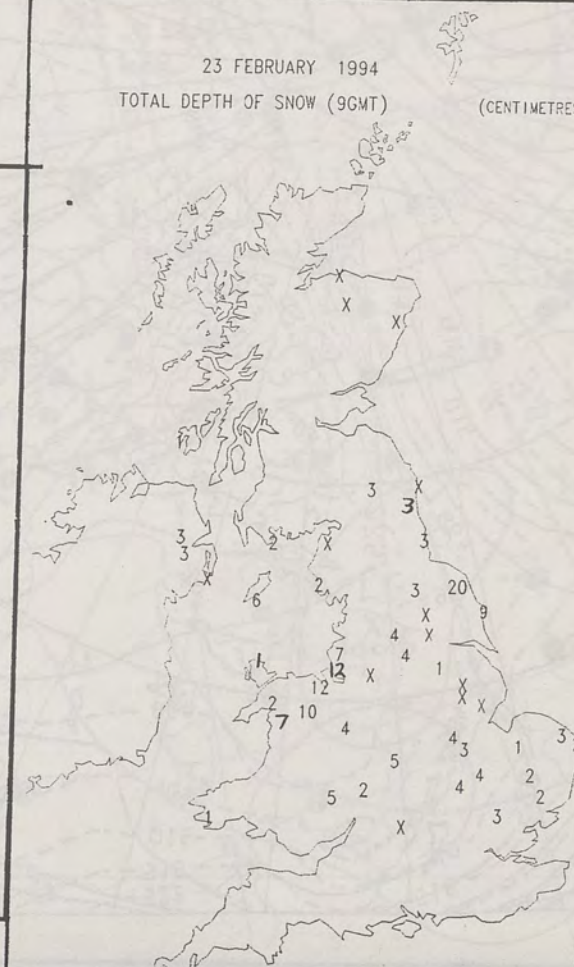 23 FEBRUARY 1994
TOTAL DEPTH OF SNOW (9GMT) (CENTIMETRES
X
X
X
3 X
3
3 2 X 3
3
X 2 3 20
6 9
X
4 X
1 7 4
12 X 1
12 X
2 10 X X
7 4 4 3
3 1
5
5 2 4 4 2
2
1 3
X